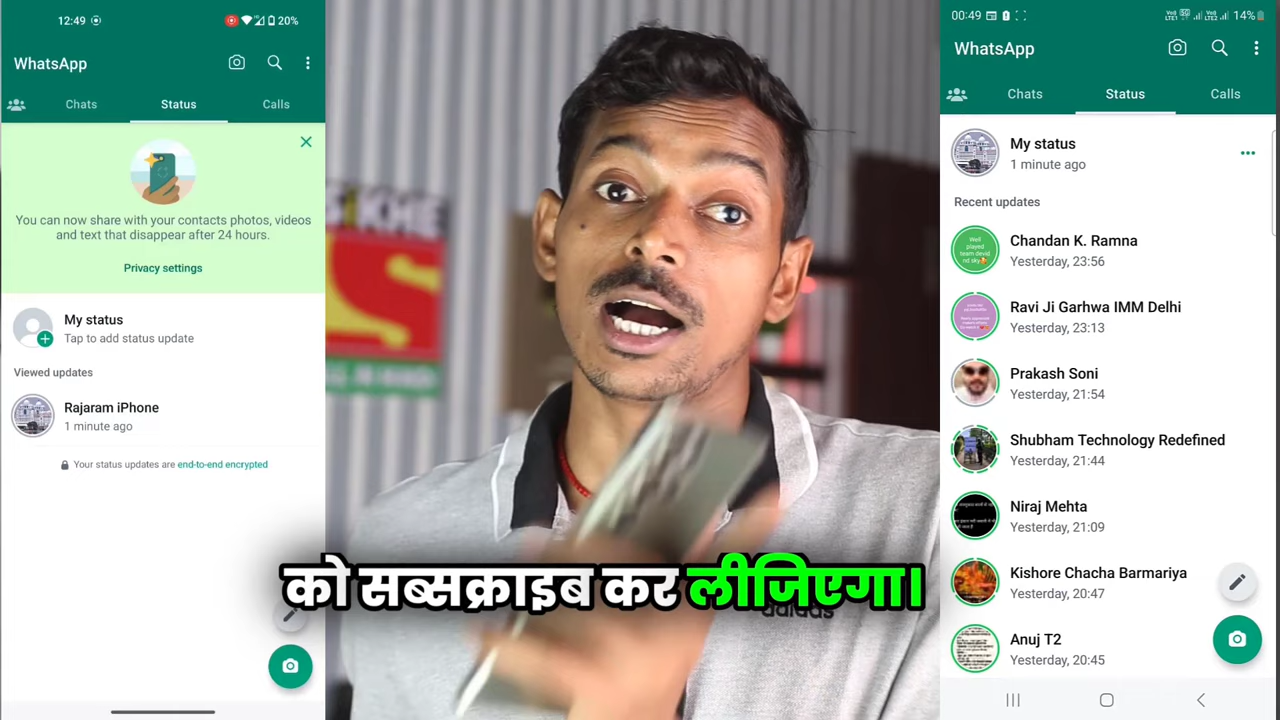 12:49
20%
WhatsApp
Chats
Status
Calls
You can now share with your contacts photos, videos
and text that disappear after 24 hours.
Privacy settings
My status
Tap to add status update
Viewed updates
Rajaram iPhone
1 minute ago
Your status updates are end-to-end encrypted
SIKHE
को सब्सक्राइब कर लीजिएगा।
adidas
00:49
14%
WhatsApp
Chats
Status
Calls
My status
1 minute ago
Recent updates
Chandan K. Ramna
Yesterday, 23:56
Ravi Ji Garhwa IMM Delhi
Yesterday, 23:13
Prakash Soni
Yesterday, 21:54
Shubham Technology Redefined
Yesterday, 21:44
Niraj Mehta
Yesterday, 21:09
Kishore Chacha Barmariya
Yesterday, 20:47
Anuj T2
Yesterday, 20:45